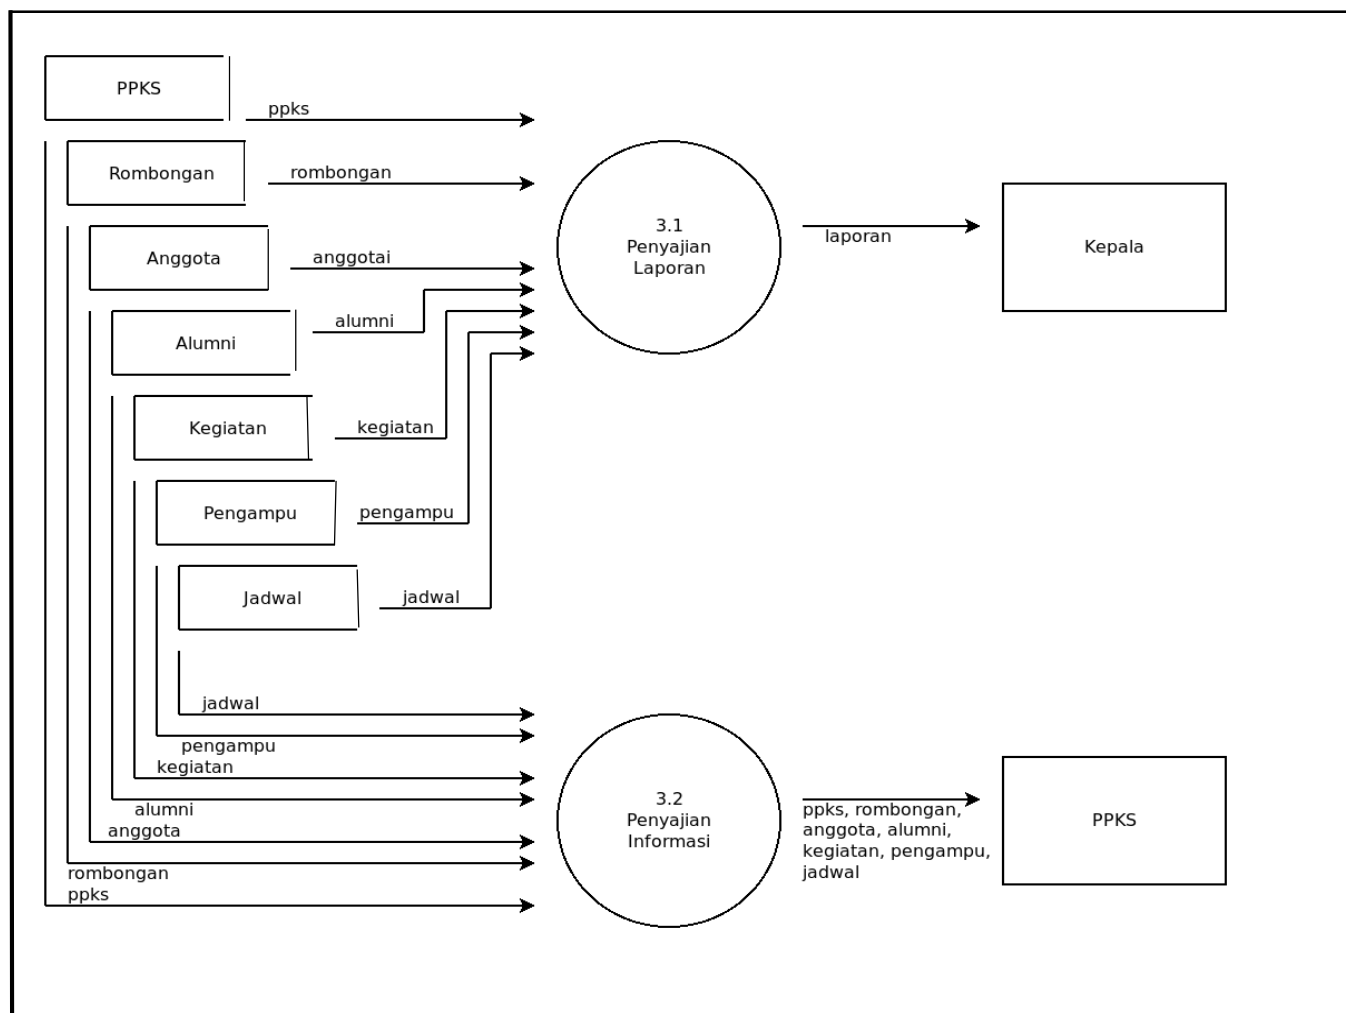 PPKS
ppks
Rombongan
rombongan
Anggota
anggotai
Alumni
alumni
Kegiatan
kegiatan
Pengampu
pengampu
Jadwal
jadwal
3.1
Penyajian
Laporan
laporan
Kepala
jadwal
pengampu
kegiatan
alumni
anggota
rombongan
ppks
3.2
Penyajian
Informasi
ppks, rombongan,
anggota, alumni,
kegiatan, pengampu,
jadwal
PPKS